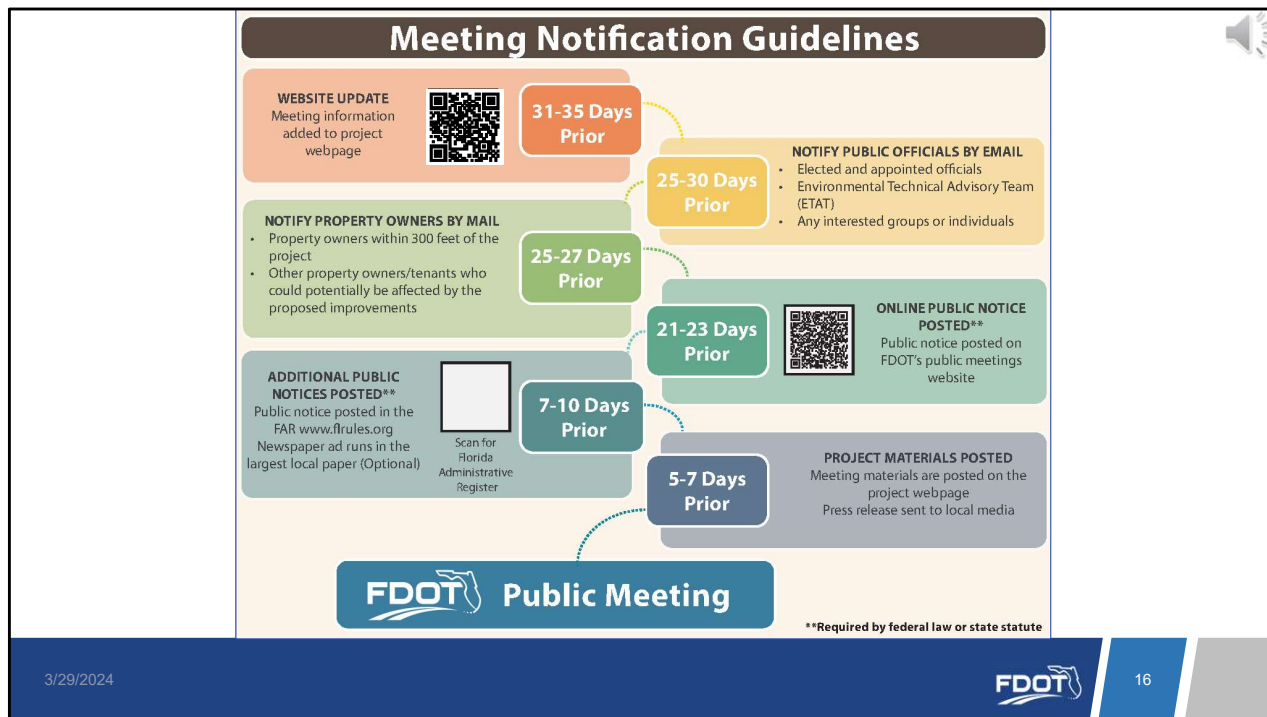 Meeting Notification Guidelines
WEBSITE UPDATE
Meeting information
added to project
webpage
31-35 Days
Prior
NOTIFY PUBLIC OFFICIALS BY EMAIL
• Elected and appointed officials
• Environmental Technical Advisory Team
(ETAT)
• Any interested groups or individuals
25-30 Days
Prior
NOTIFY PROPERTY OWNERS BY MAIL
• Property owners within 300 feet of the
project
• Other property owners/tenants who
could potentially be affected by the
proposed improvements
25-27 Days
Prior
21-23 Days
Prior
ONLINE PUBLIC NOTICE
POSTED**
Public notice posted on
FDOT's public meetings
website
ADDITIONAL PUBLIC
NOTICES POSTED**
Public notice posted in the
FAR www.flrules.org
Newspaper ad runs in the
largest local paper (Optional)
Scan for
Florida
Administrative
Register
7-10 Days
Prior
5-7 Days
Prior
PROJECT MATERIALS POSTED
Meeting materials are posted on the
project webpage
Press release sent to local media
FDOT Public Meeting
**Required by federal law or state statute
3/29/2024
FDOT
16